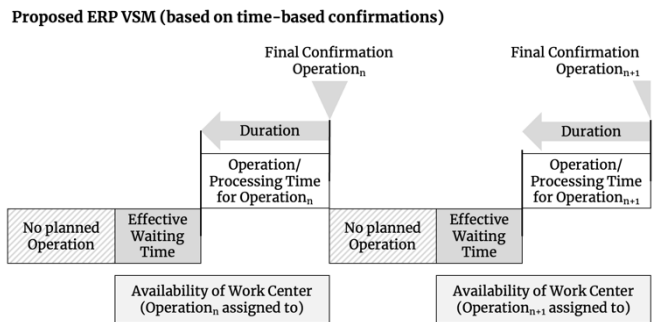 Proposed ERP VSM (based on time-based confirmations)
Final Confirmation
Operationₙ
Final Confirmation
Operationₙ₊₁
Duration
Duration
Operation/
Processing Time
for Operationₙ
Operation/
Processing Time
for Operationₙ₊₁
No planned
Operation
Effective
Waiting
Time
No planned
Operation
Effective
Waiting
Time
Availability of Work Center
(Operationₙ assigned to)
Availability of Work Center
(Operationₙ₊₁ assigned to)